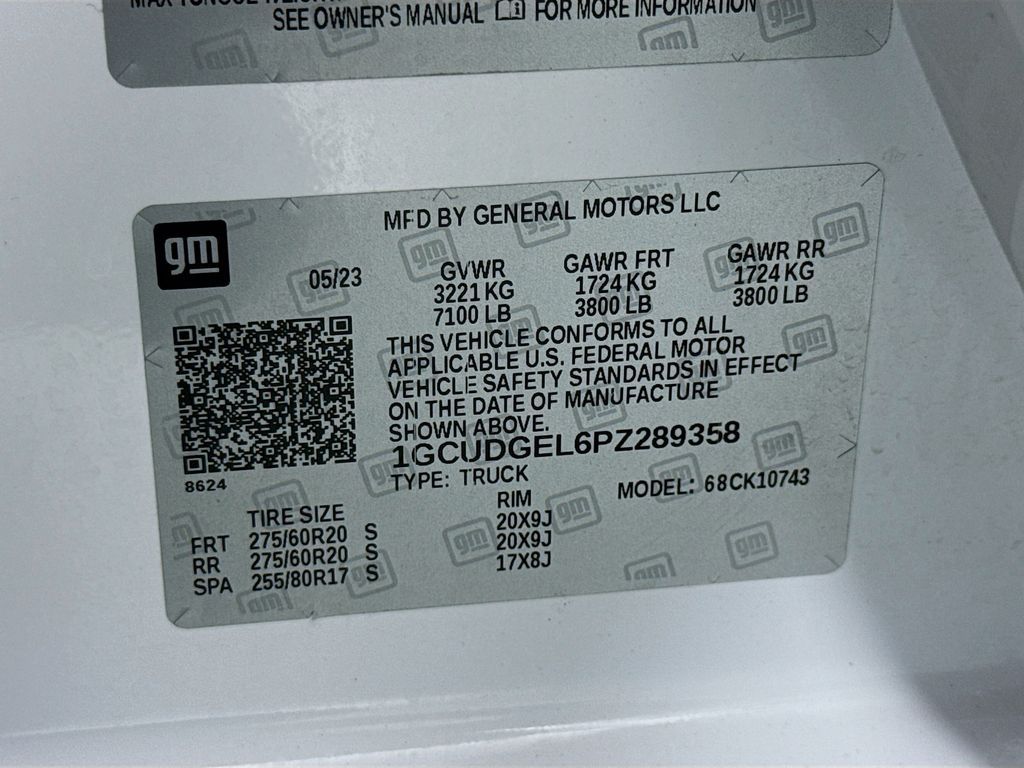 SEE OWNER'S MANUAL FOR MORE INFORMATION
MFD BY GENERAL MOTORS LLC
gm
05/23
GVWR GAWR FRT GAWR RR
3221 KG 1724 KG 1724 KG
7100 LB 3800 LB 3800 LB
THIS VEHICLE CONFORMS TO ALL
APPLICABLE U.S. FEDERAL MOTOR
VEHICLE SAFETY STANDARDS IN EFFECT
ON THE DATE OF MANUFACTURE
SHOWN ABOVE.
1GCUDGEL6PZ289358
8624
TYPE: TRUCK MODEL: 68CK10743
TIRE SIZE RIM
FRT 275/60R20 S 20X9J
RR 275/60R20 S 20X9J
SPA 255/80R17 S 17X8J